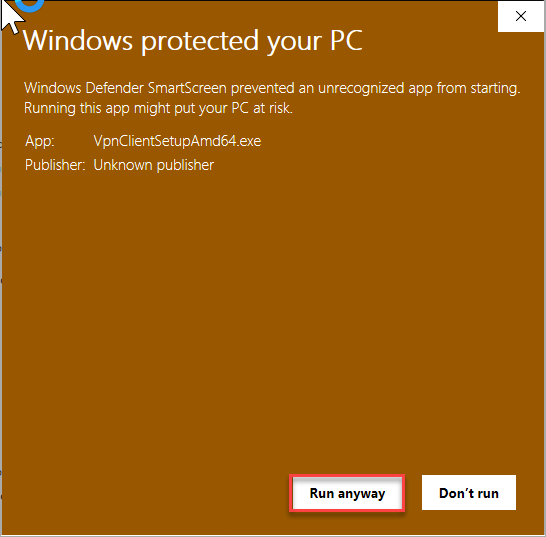 Windows protected your PC
Windows Defender SmartScreen prevented an unrecognized app from starting.
Running this app might put your PC at risk.
App: VpnClientSetupAmd64.exe
Publisher: Unknown publisher
Run anyway Don't run